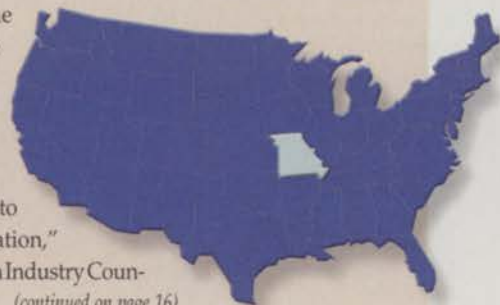 to
ation,"
Industry Coun-
(continued on page 16)